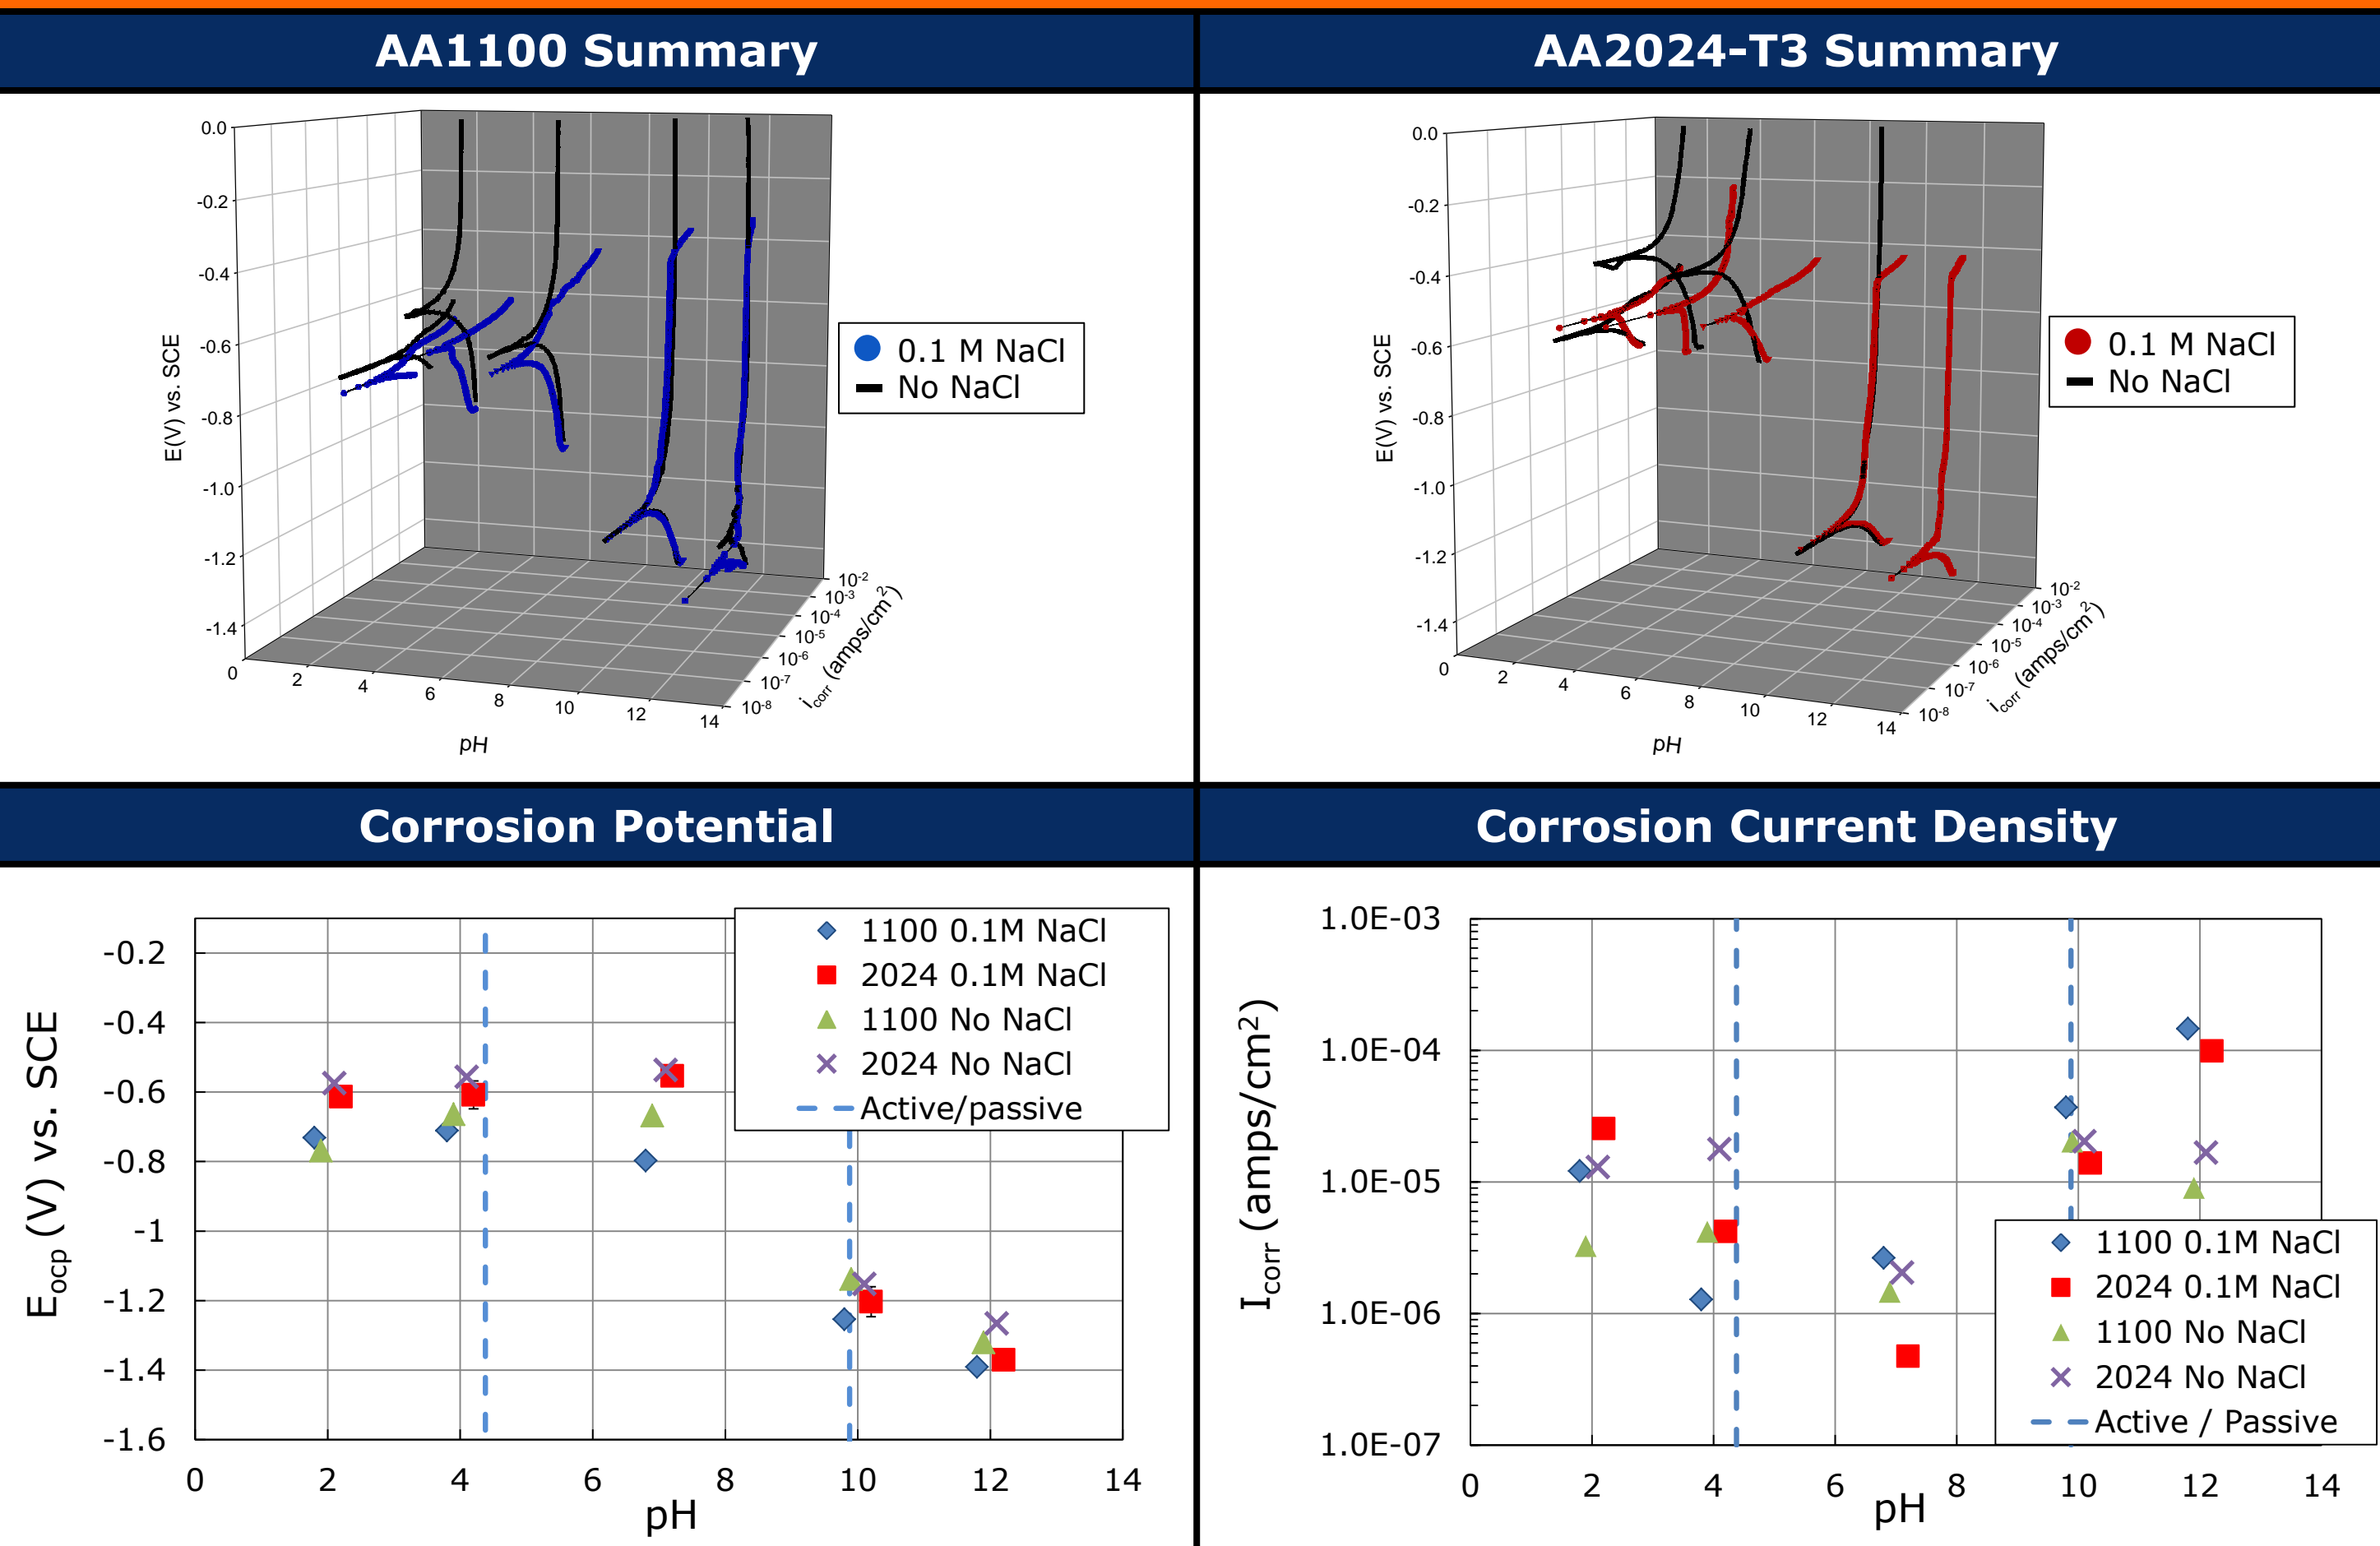 AA1100 Summary
AA2024-T3 Summary
0.0
-0.2
-0.4
-0.6
-0.8
-1.0
-1.2
-1.4
E(V) vs. SCE
0
2
4
6
8
10
12
14
pH
10⁻²
10⁻³
10⁻⁴
10⁻⁵
10⁻⁶
10⁻⁷
10⁻⁸
i_corr (amps/cm²)
0.1 M NaCl
No NaCl
0.0
-0.2
-0.4
-0.6
-0.8
-1.0
-1.2
-1.4
E(V) vs. SCE
0
2
4
6
8
10
12
14
pH
10⁻²
10⁻³
10⁻⁴
10⁻⁵
10⁻⁶
10⁻⁷
10⁻⁸
i_corr (amps/cm²)
0.1 M NaCl
No NaCl
Corrosion Potential
Corrosion Current Density
E_ocp (V) vs. SCE
-0.2
-0.4
-0.6
-0.8
-1
-1.2
-1.4
-1.6
0
2
4
6
8
10
12
14
pH
1100 0.1M NaCl
2024 0.1M NaCl
1100 No NaCl
2024 No NaCl
Active/passive
I_corr (amps/cm²)
1.0E-03
1.0E-04
1.0E-05
1.0E-06
1.0E-07
0
2
4
6
8
10
12
14
pH
1100 0.1M NaCl
2024 0.1M NaCl
1100 No NaCl
2024 No NaCl
Active / Passive